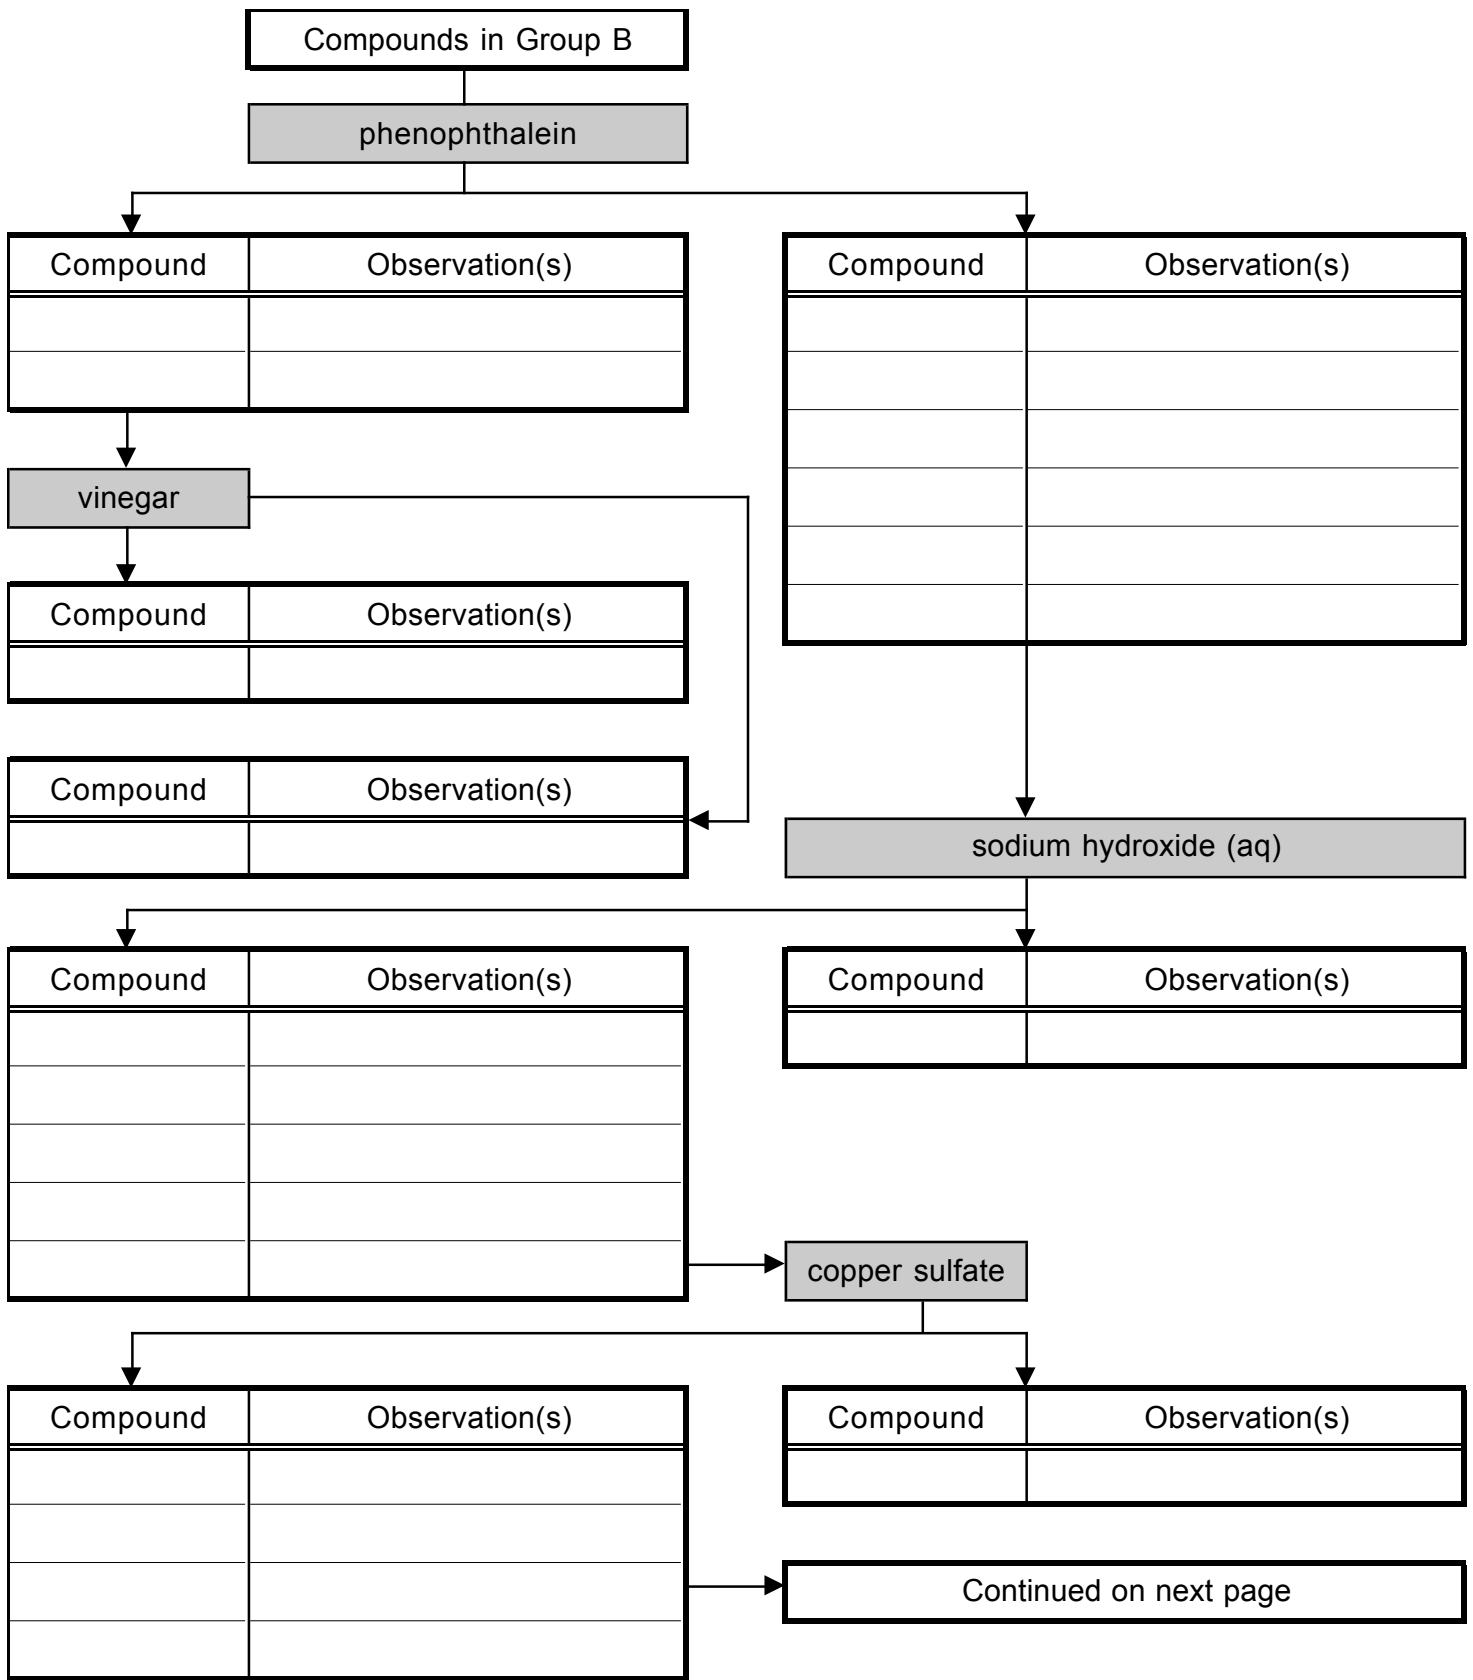 Compounds in Group B
phenophthalein
Compound Observation(s)
Compound Observation(s)
vinegar
Compound Observation(s)
Compound Observation(s)
sodium hydroxide (aq)
Compound Observation(s)
Compound Observation(s)
copper sulfate
Compound Observation(s)
Compound Observation(s)
Continued on next page